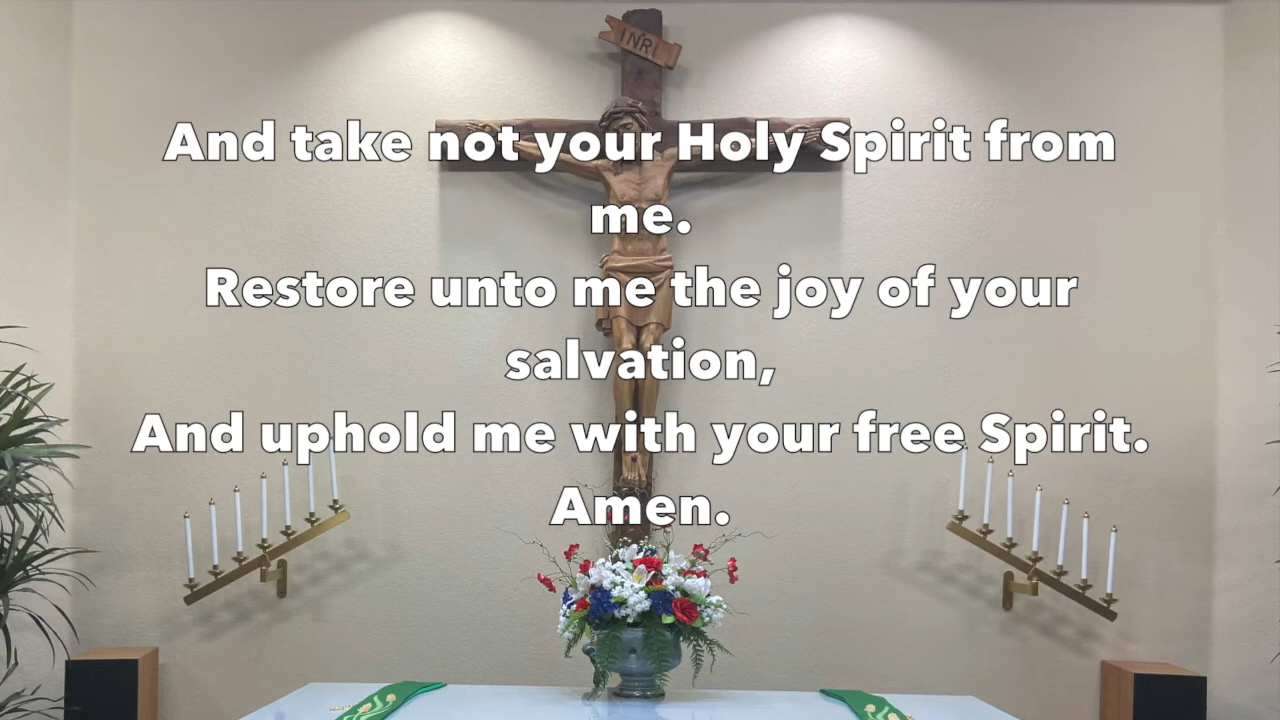 INRI
And take not your Holy Spirit from
me.
Restore unto me the joy of your
salvation,
And uphold me with your free Spirit.
Amen.